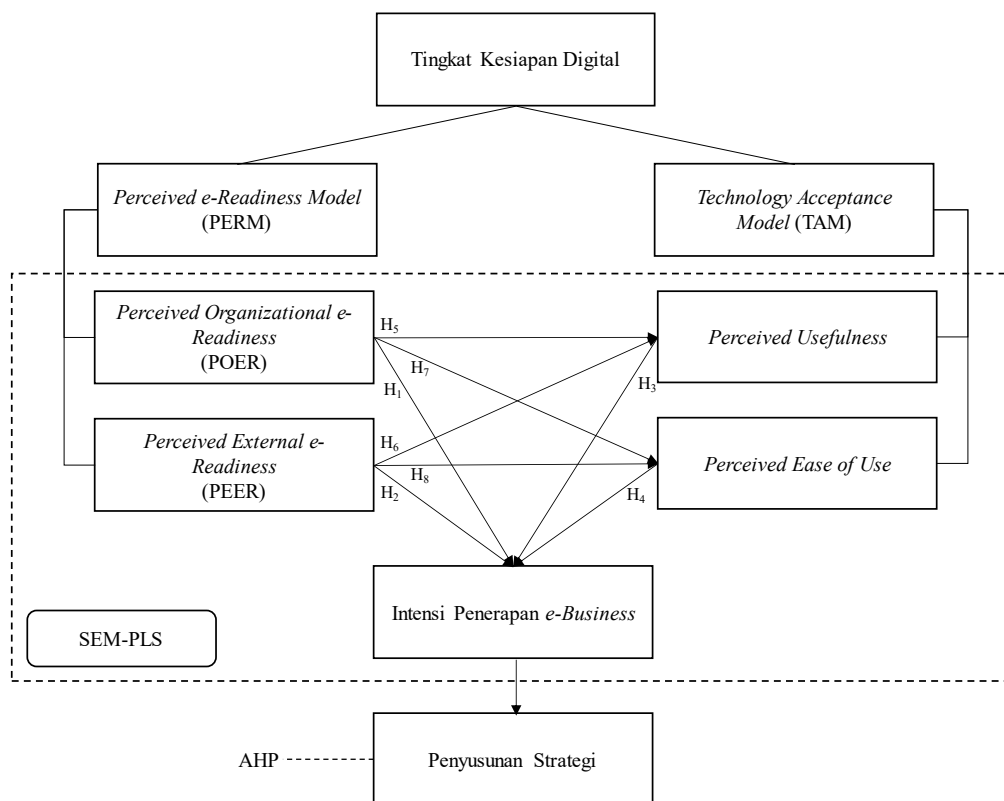 Tingkat Kesiapan Digital
Perceived e-Readiness Model
(PERM)
Technology Acceptance
Model (TAM)
Perceived Organizational e-
Readiness
(POER)
H5
H7
H1
H3
Perceived Usefulness
Perceived External e-
Readiness
(PEER)
H6
H8
H2
H4
Perceived Ease of Use
Intensi Penerapan e-Business
SEM-PLS
AHP
Penyusunan Strategi